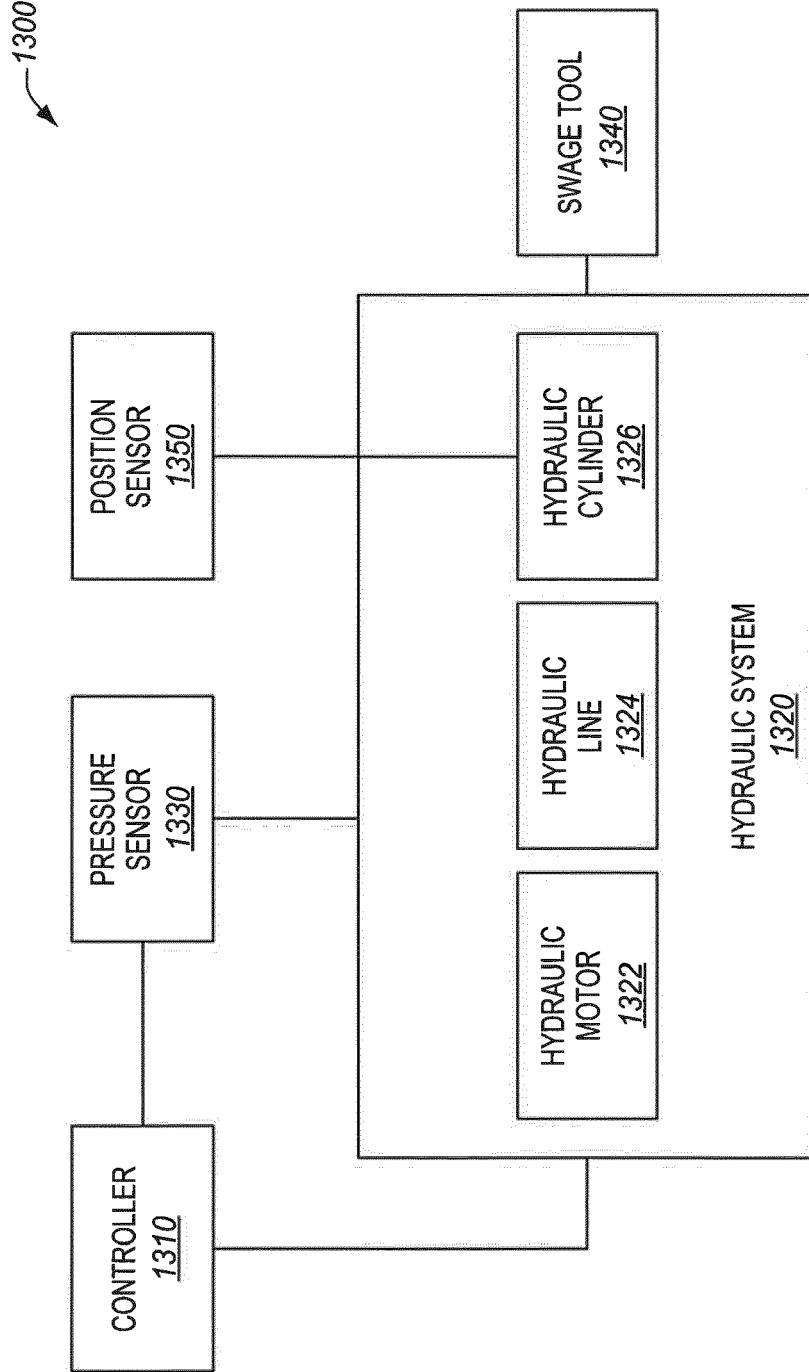 1300
CONTROLLER
1310
PRESSURE
SENSOR
1330
POSITION
SENSOR
1350
HYDRAULIC
MOTOR
1322
HYDRAULIC
LINE
1324
HYDRAULIC
CYLINDER
1326
SWAGE TOOL
1340
HYDRAULIC SYSTEM
1320